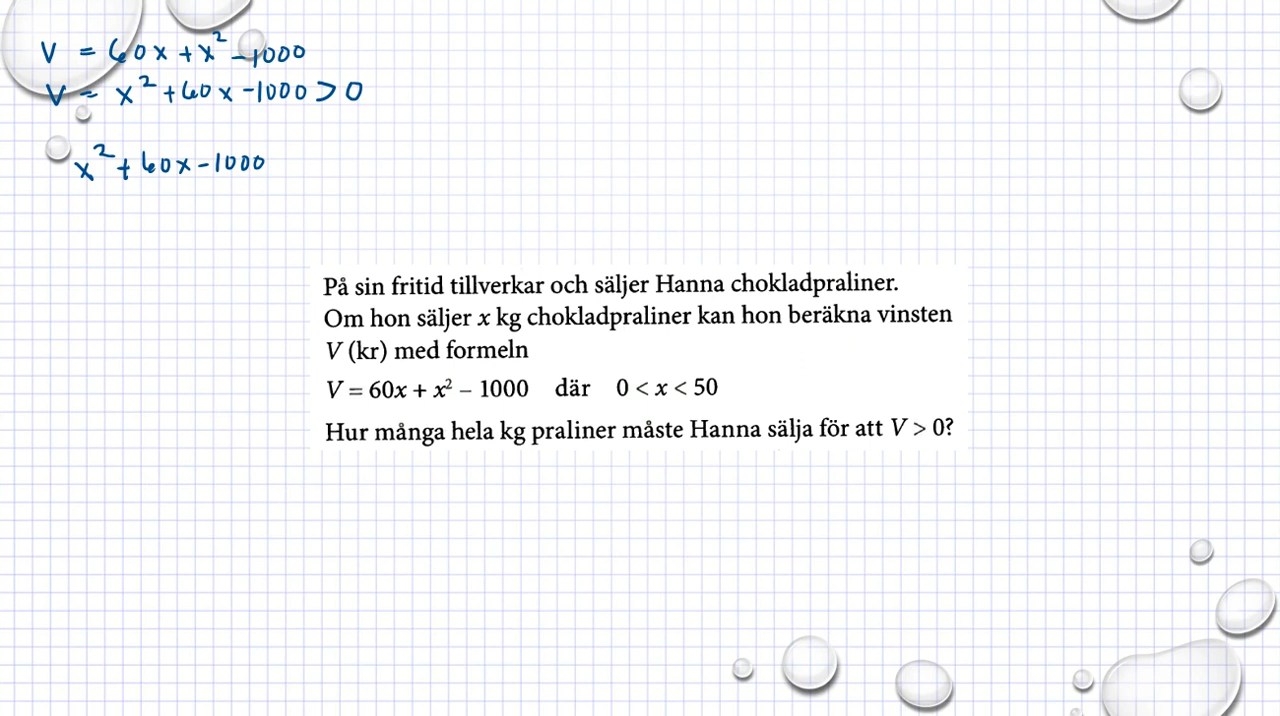 V = 60x + x² - 1000
V = x² + 60x - 1000 > 0
x² + 60x - 1000
På sin fritid tillverkar och säljer Hanna chokladpraliner.
Om hon säljer x kg chokladpraliner kan hon beräkna vinsten
V (kr) med formeln
V = 60x + x² – 1000 där 0 < x < 50
Hur många hela kg praliner måste Hanna sälja för att V > 0?